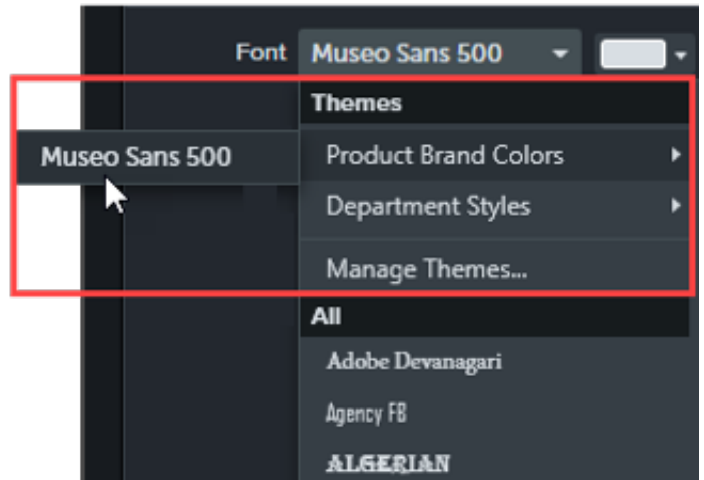 Font Museo Sans 500
Themes
Museo Sans 500
Product Brand Colors
Department Styles
Manage Themes...
All
Adobe Devanagari
Agency FB
ALGERIAN